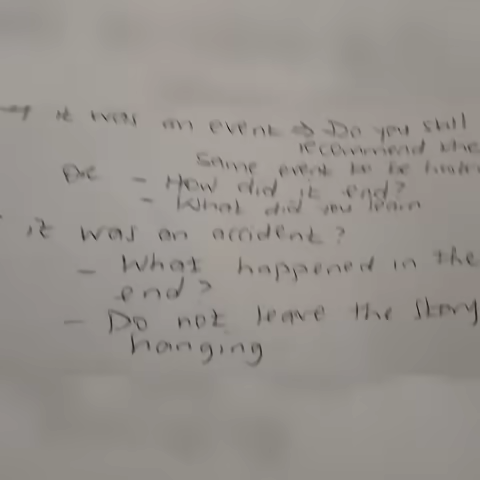 it was an event → Do you still
recommend the
same event to be
or - How did it end?
- What did you learn
it was an accident?
- What happened in the
end?
- Do not leave the story
hanging